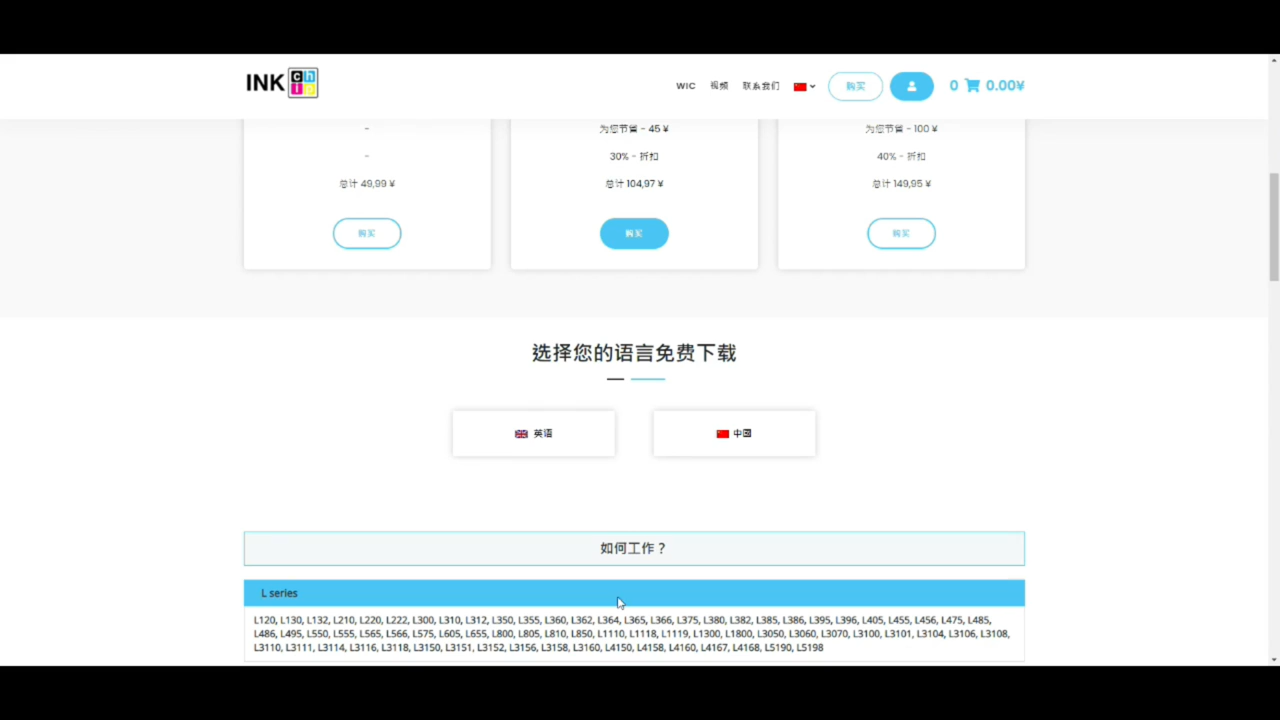 INK chip
WIC 视频 联系我们 购买 0 0.00¥
- 为您节省 - 45 ¥ 为您节省 - 100 ¥
- 30% - 折扣 40% - 折扣
总计 49,99 ¥ 总计 104,97 ¥ 总计 149,95 ¥
购买 购买 购买
选择您的语言免费下载
英语 中国
如何工作？
L series
L120, L130, L132, L210, L220, L222, L300, L310, L312, L350, L355, L360, L362, L364, L365, L366, L375, L380, L382, L385, L386, L395, L396, L405, L455, L456, L475, L485,
L486, L495, L550, L555, L565, L566, L575, L605, L655, L800, L805, L810, L850, L1110, L1118, L1119, L1300, L1800, L3050, L3060, L3070, L3100, L3101, L3104, L3106, L3108,
L3110, L3111, L3114, L3116, L3118, L3150, L3151, L3152, L3156, L3158, L3160, L4150, L4158, L4160, L4167, L4168, L5190, L5198